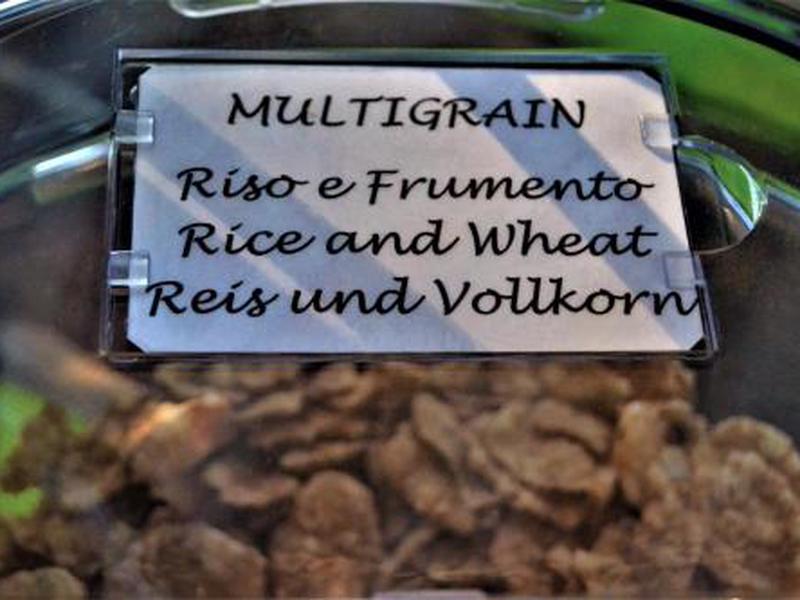 MULTIGRAIN
Riso e Frumento
Rice and Wheat
Reis und Vollkorn